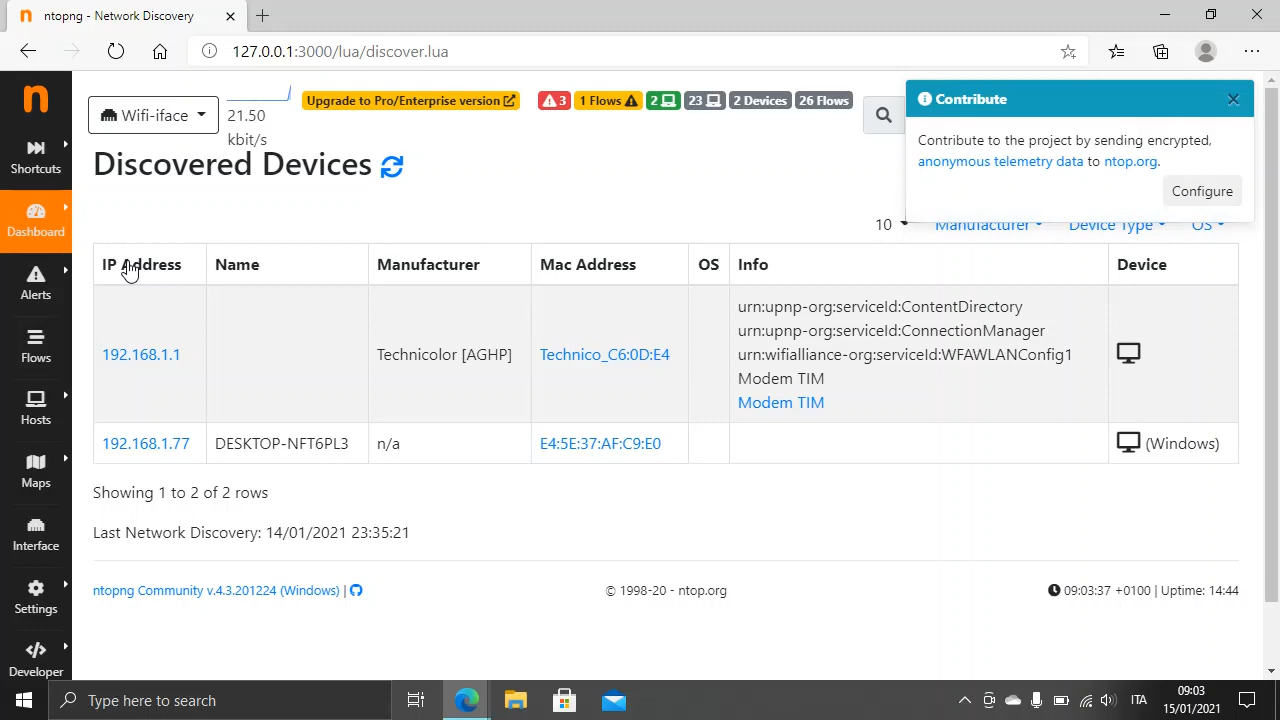 ntopng - Network Discovery
127.0.0.1:3000/lua/discover.lua
n
Shortcuts
Dashboard
Alerts
Flows
Hosts
Maps
Interface
Settings
Developer
Wifi-iface
21.50
kbit/s
Upgrade to Pro/Enterprise version
3
1 Flows
2
23
2 Devices
26 Flows
Contribute
Contribute to the project by sending encrypted,
anonymous telemetry data to ntop.org.
Configure
Discovered Devices
10 Manufacturer Device Type OS
IP Address Name Manufacturer Mac Address OS Info Device
192.168.1.1 Technicolor [AGHP] Technico_C6:0D:E4
urn:upnp-org:serviceId:ContentDirectory
urn:upnp-org:serviceId:ConnectionManager
urn:wifialliance-org:serviceId:WFAWLANConfig1
Modem TIM
Modem TIM
192.168.1.77 DESKTOP-NFT6PL3 n/a E4:5E:37:AF:C9:E0 (Windows)
Showing 1 to 2 of 2 rows
Last Network Discovery: 14/01/2021 23:35:21
ntopng Community v.4.3.201224 (Windows) |
© 1998-20 - ntop.org
09:03:37 +0100 | Uptime: 14:44
Type here to search
ITA
09:03
15/01/2021